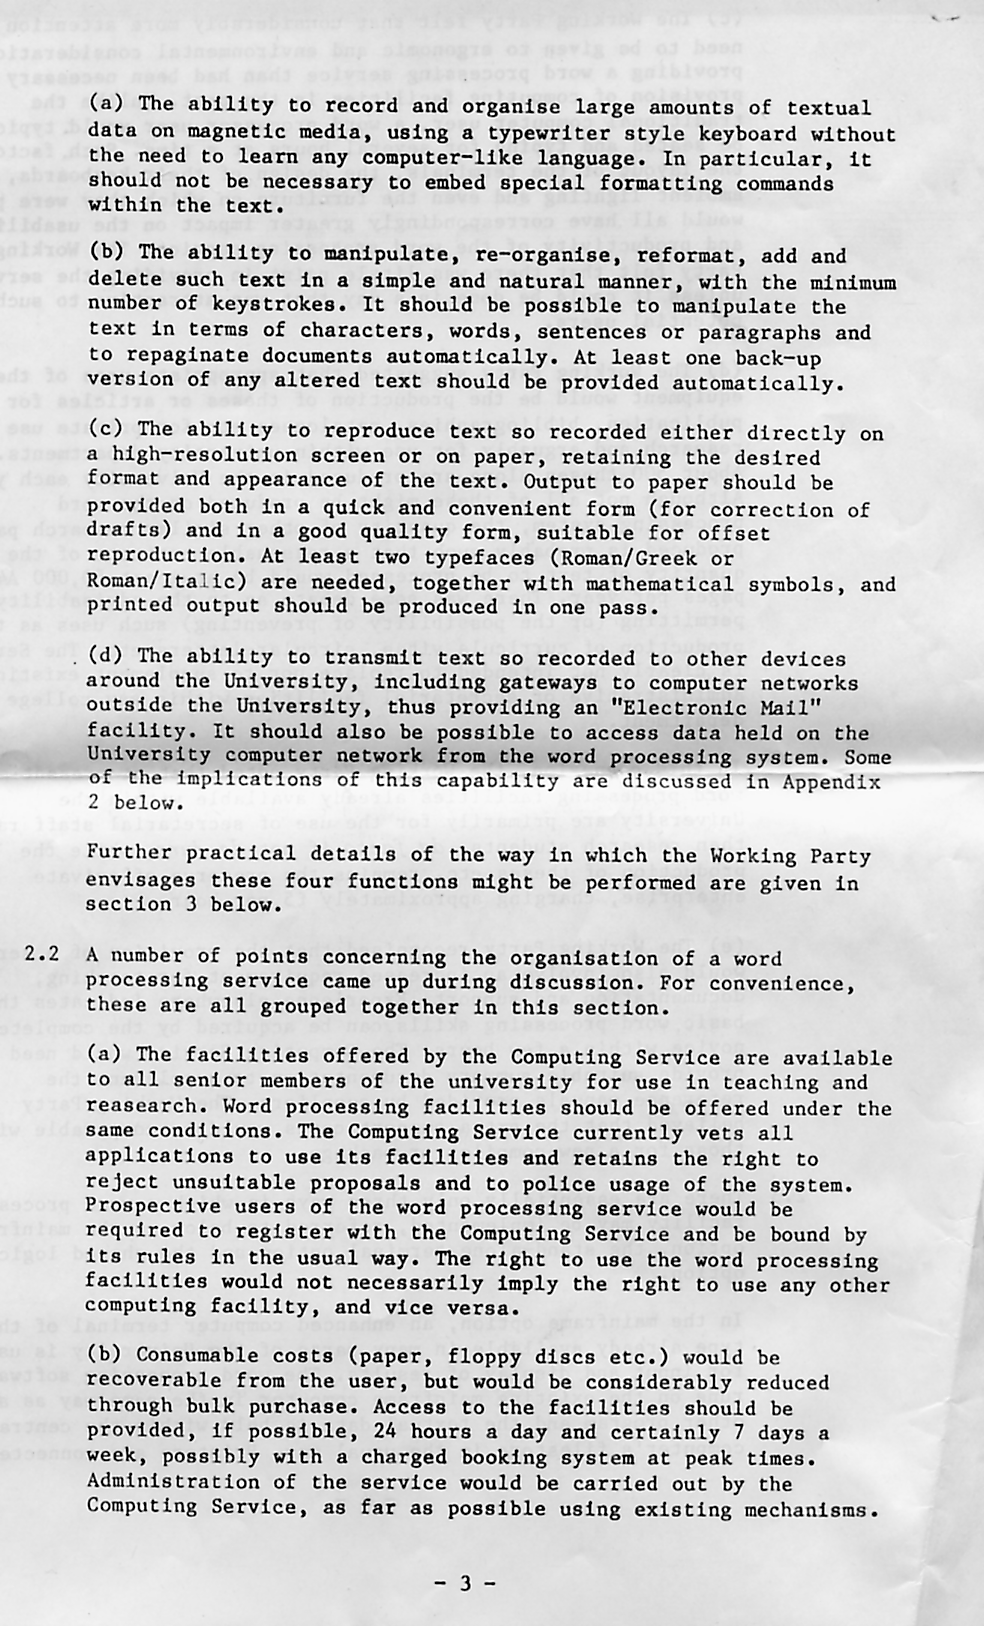 (a) The ability to record and organise large amounts of textual
data on magnetic media, using a typewriter style keyboard without
the need to learn any computer-like language. In particular, it
should not be necessary to embed special formatting commands
within the text.
(b) The ability to manipulate, re-organise, reformat, add and
delete such text in a simple and natural manner, with the minimum
number of keystrokes. It should be possible to manipulate the
text in terms of characters, words, sentences or paragraphs and
to repaginate documents automatically. At least one back-up
version of any altered text should be provided automatically.
(c) The ability to reproduce text so recorded either directly on
a high-resolution screen or on paper, retaining the desired
format and appearance of the text. Output to paper should be
provided both in a quick and convenient form (for correction of
drafts) and in a good quality form, suitable for offset
reproduction. At least two typefaces (Roman/Greek or
Roman/Italic) are needed, together with mathematical symbols, and
printed output should be produced in one pass.
(d) The ability to transmit text so recorded to other devices
around the University, including gateways to computer networks
outside the University, thus providing an "Electronic Mail"
facility. It should also be possible to access data held on the
University computer network from the word processing system. Some
of the implications of this capability are discussed in Appendix
2 below.
Further practical details of the way in which the Working Party
envisages these four functions might be performed are given in
section 3 below.
2.2 A number of points concerning the organisation of a word
processing service came up during discussion. For convenience,
these are all grouped together in this section.
(a) The facilities offered by the Computing Service are available
to all senior members of the university for use in teaching and
reasearch. Word processing facilities should be offered under the
same conditions. The Computing Service currently vets all
applications to use its facilities and retains the right to
reject unsuitable proposals and to police usage of the system.
Prospective users of the word processing service would be
required to register with the Computing Service and be bound by
its rules in the usual way. The right to use the word processing
facilities would not necessarily imply the right to use any other
computing facility, and vice versa.
(b) Consumable costs (paper, floppy discs etc.) would be
recoverable from the user, but would be considerably reduced
through bulk purchase. Access to the facilities should be
provided, if possible, 24 hours a day and certainly 7 days a
week, possibly with a charged booking system at peak times.
Administration of the service would be carried out by the
Computing Service, as far as possible using existing mechanisms.
- 3 -